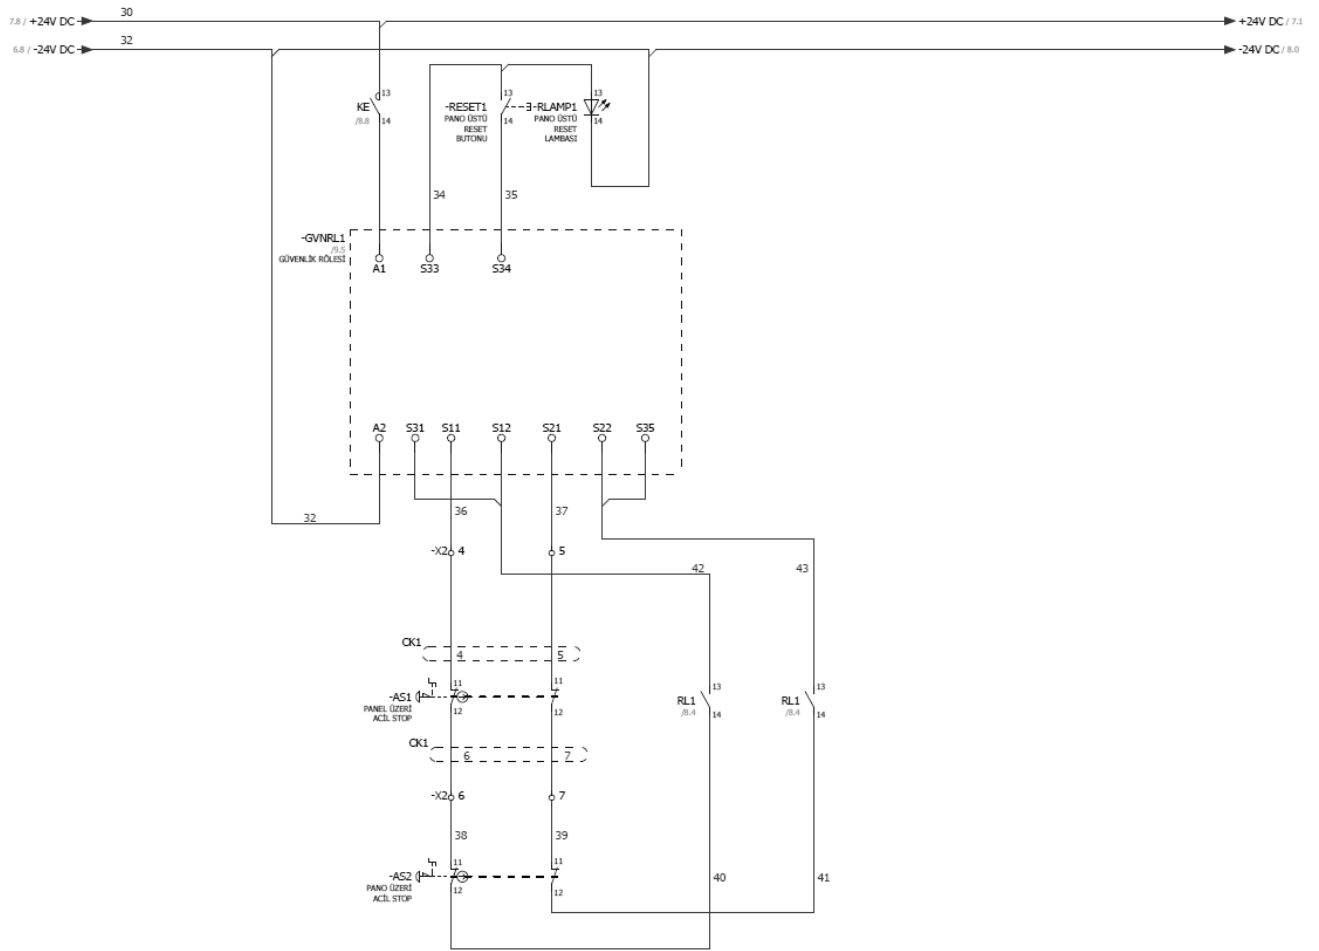 30
7.8 / +24V DC
+24V DC / 7.1
32
6.8 / -24V DC
-24V DC / 8.0
13
KE
/8.8
14
13
-RESET1
PANO ÜSTÜ
RESET
BUTONU
14
13
-RLAMP1
PANO ÜSTÜ
RESET
LAMBASI
14
34
35
-GVNRL1
/9.5
GÜVENLİK RÖLESİ
A1
S33
S34
A2
S31
S11
S12
S21
S22
S35
32
36
37
-X2
4
5
42
43
CK1
4
5
-AS1
PANEL ÜZERİ
ACİL STOP
11
12
11
12
RL1
/8.4
13
14
RL1
/8.4
13
14
CK1
6
7
-X2
6
7
38
39
-AS2
PANO ÜZERİ
ACİL STOP
11
12
11
12
40
41